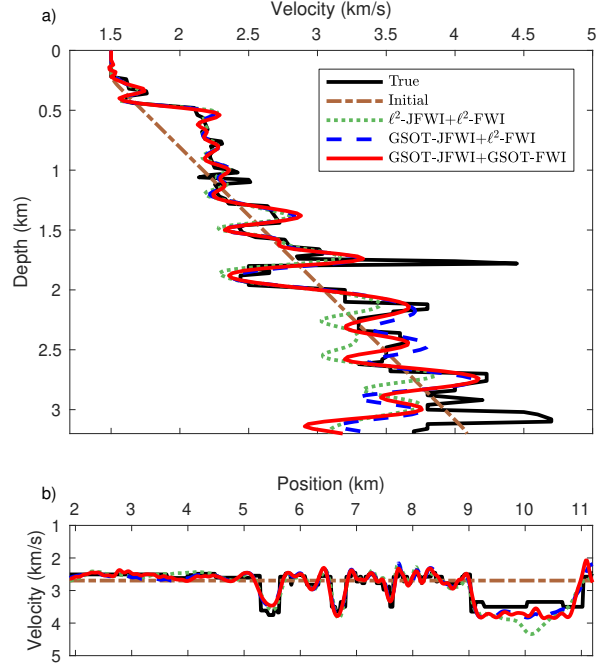 Velocity (km/s)
a)
1.5 2 2.5 3 3.5 4 4.5 5
0
0.5
1
1.5
2
2.5
3
Depth (km)
True
Initial
ℓ²-JFWI+ℓ²-FWI
GSOT-JFWI+ℓ²-FWI
GSOT-JFWI+GSOT-FWI
b)
Position (km)
2 3 4 5 6 7 8 9 10 11
1
2
3
4
5
Velocity (km/s)